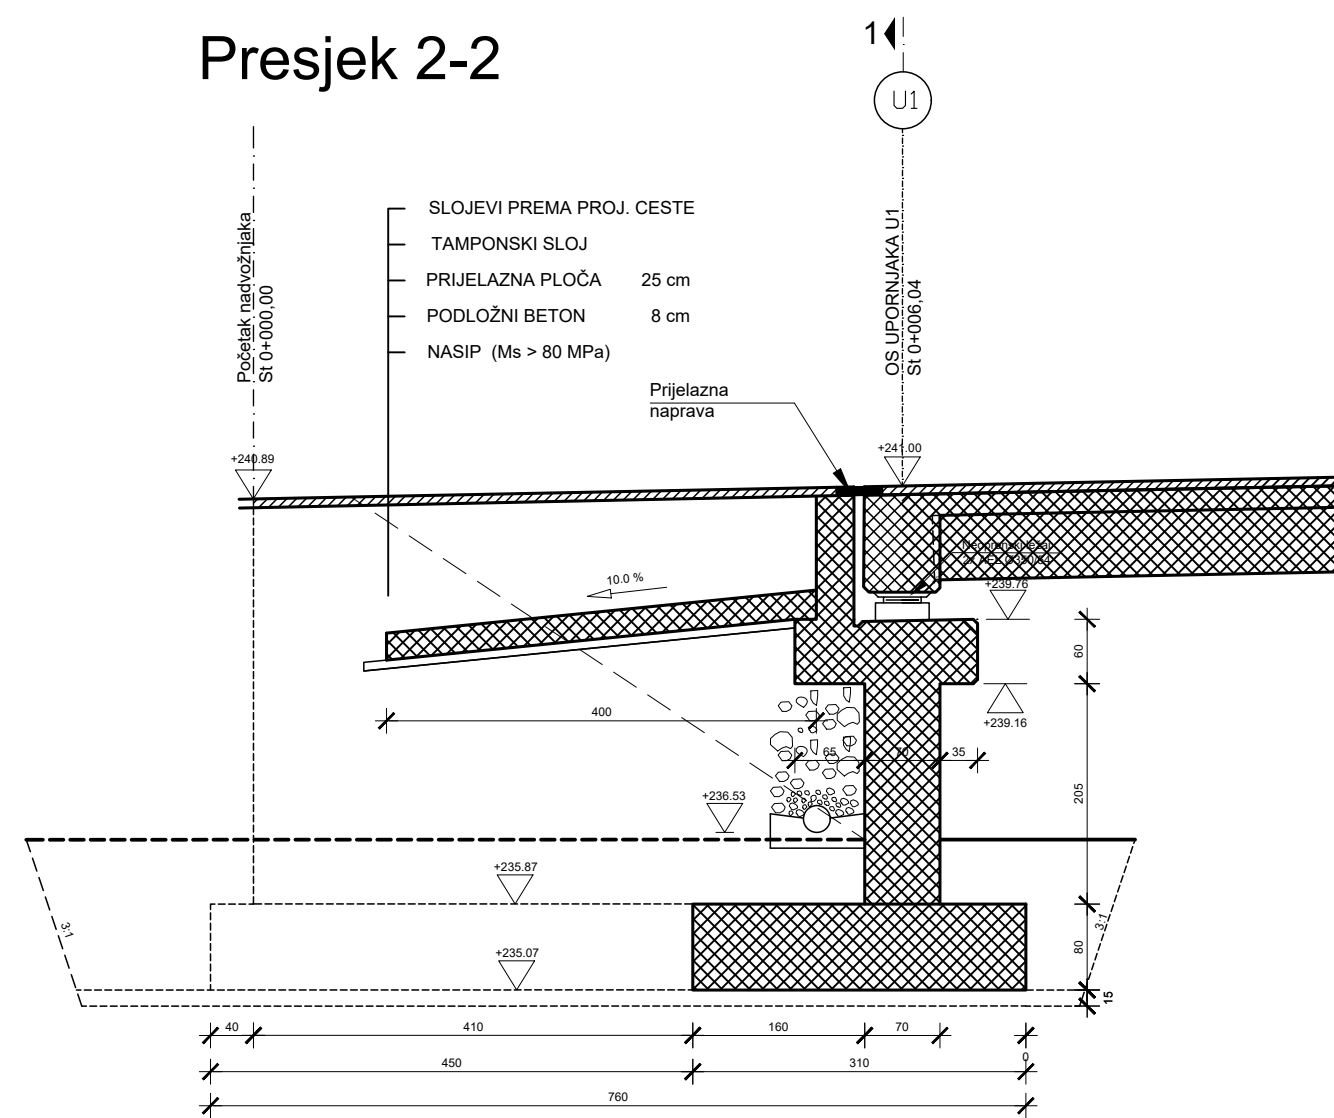 Presjek 2-2
1
U1
Početak nadvožnjaka
St 0+000,00
SLOJEVI PREMA PROJ. CESTE
TAMPONSKI SLOJ
PRIJELAZNA PLOČA 25 cm
PODLOŽNI BETON 8 cm
NASIP (Ms > 80 MPa)
OS UPORNJAKA U1
St 0+006,04
Prijelazna
naprava
+240.89
+241.00
Neoprenski ležaj
+239.76
10.0 %
60
400
+239.16
65
70
35
+236.53
205
+235.87
3:1
3:1
+235.07
80
15
40
410
160
70
0
450
310
760